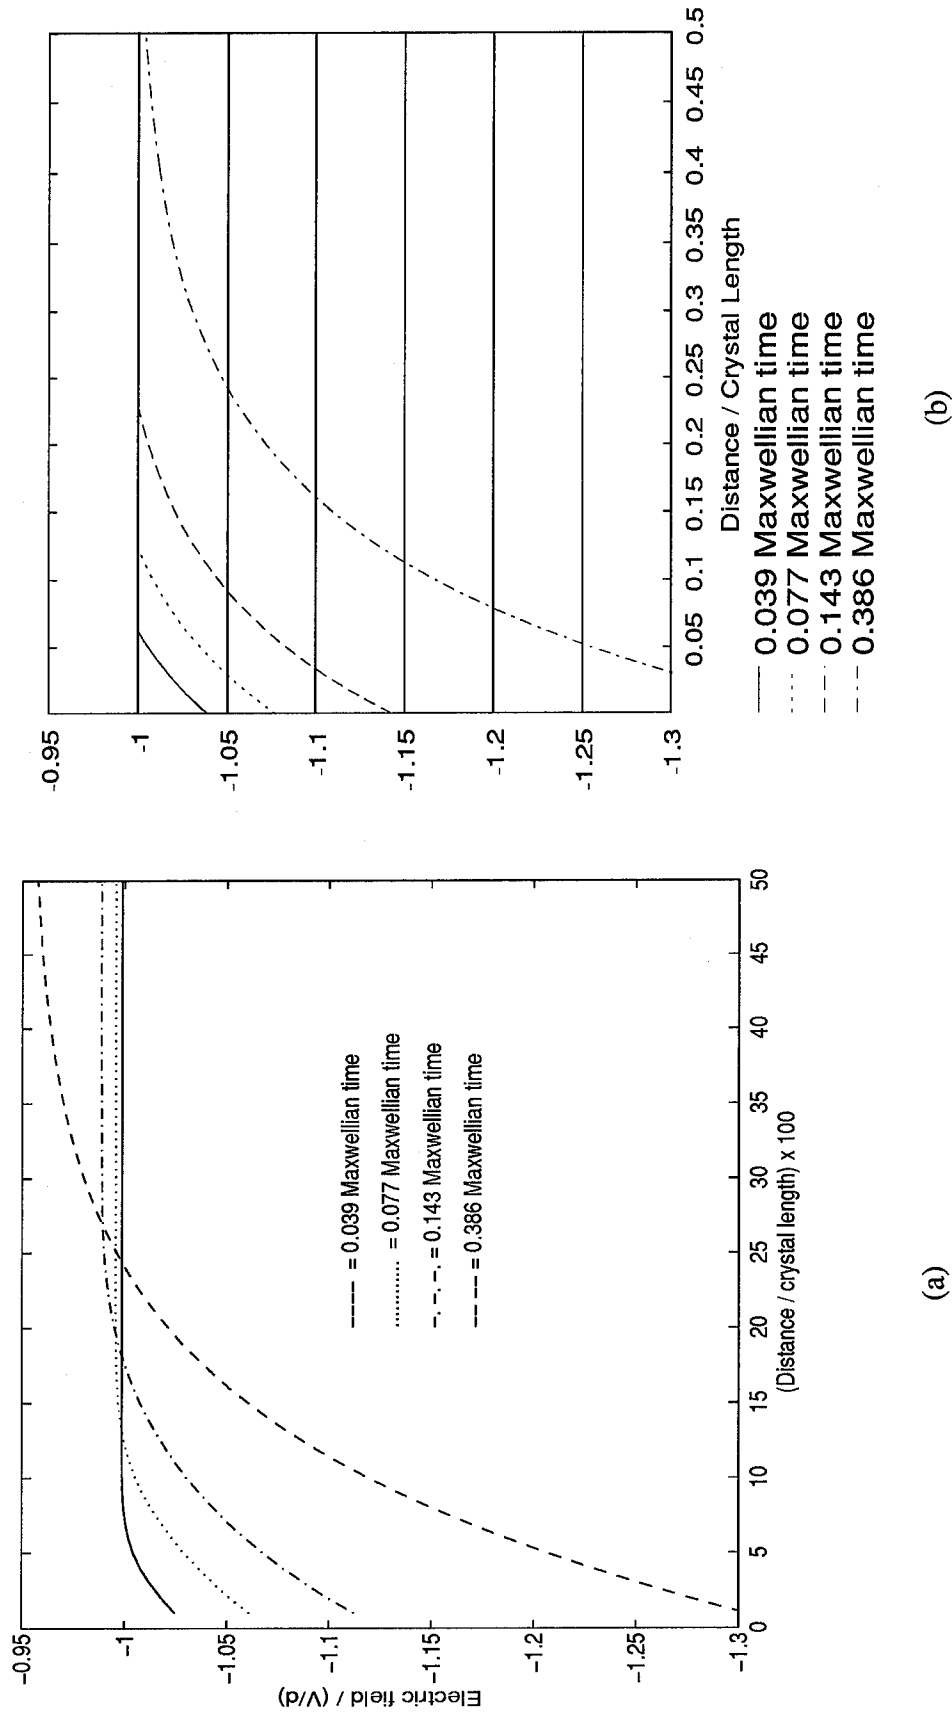 -0.95
-1
-1.05
-1.1
-1.15
-1.2
-1.25
-1.3
Electric field / (V/d)
0
5
10
15
20
25
30
35
40
45
50
(Distance / crystal length) x 100
= 0.039 Maxwellian time
= 0.077 Maxwellian time
= 0.143 Maxwellian time
= 0.386 Maxwellian time
(a)
-0.95
-1
-1.05
-1.1
-1.15
-1.2
-1.25
-1.3
0.05
0.1
0.15
0.2
0.25
0.3
0.35
0.4
0.45
0.5
Distance / Crystal Length
0.039 Maxwellian time
0.077 Maxwellian time
0.143 Maxwellian time
0.386 Maxwellian time
(b)